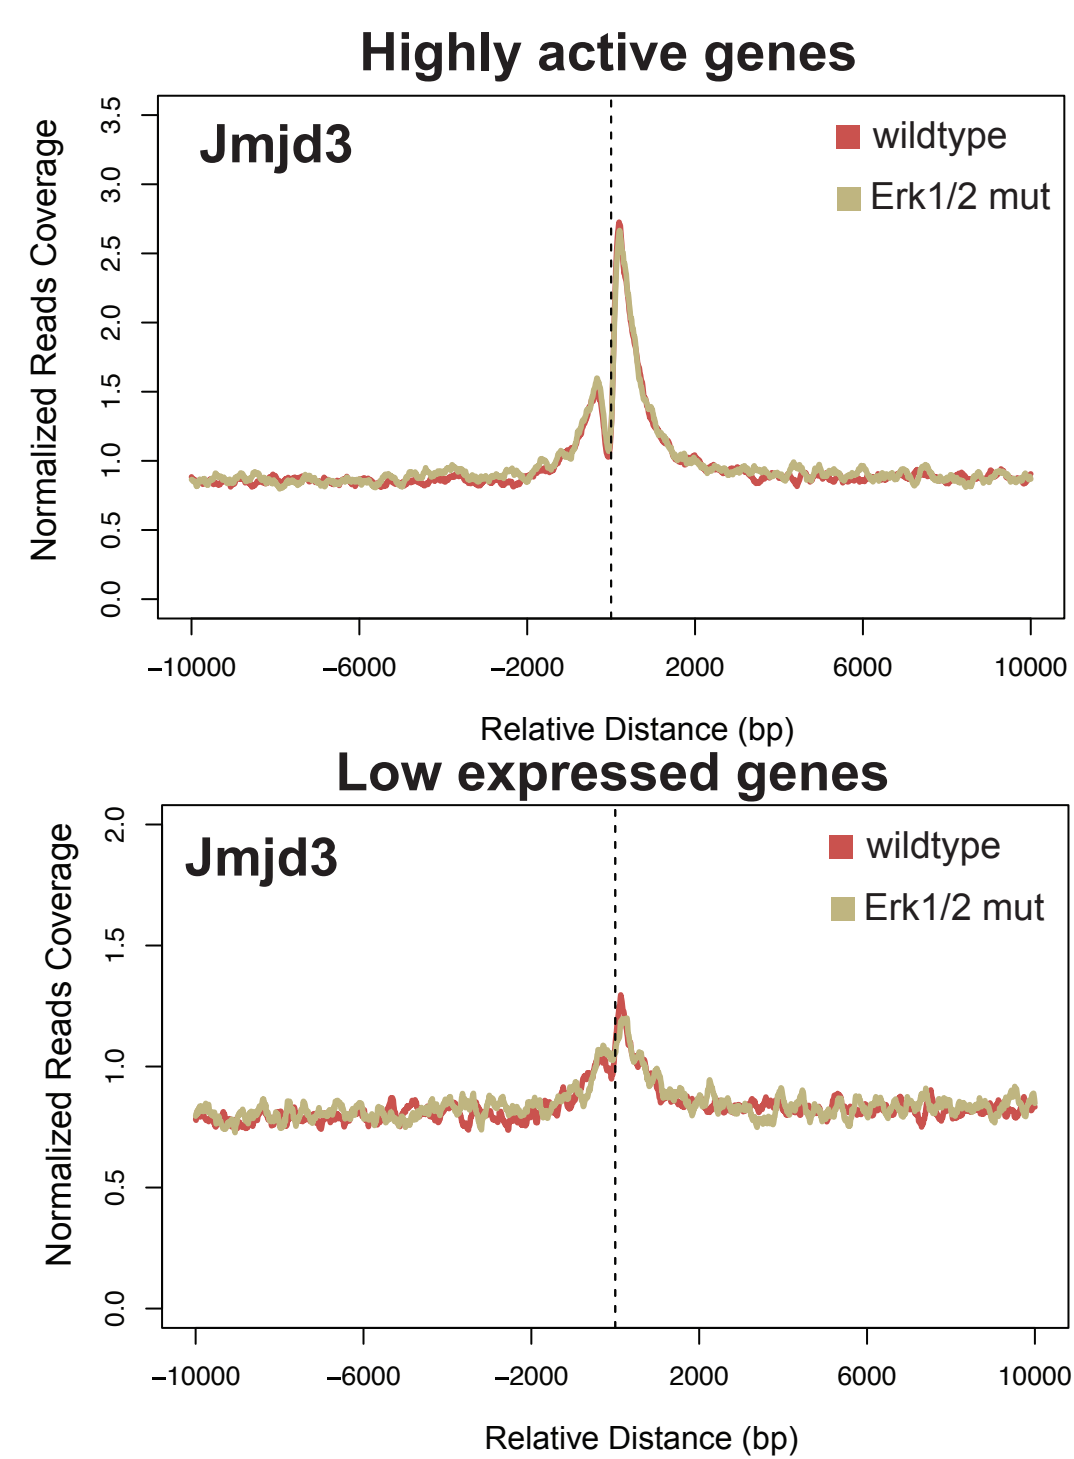 Highly active genes
Jmjd3
wildtype
Erk1/2 mut
Normalized Reads Coverage
3.5
3.0
2.5
2.0
1.5
1.0
0.5
0.0
−10000 −6000 −2000 2000 6000 10000
Relative Distance (bp)
Low expressed genes
Jmjd3
wildtype
Erk1/2 mut
Normalized Reads Coverage
2.0
1.5
1.0
0.5
0.0
−10000 −6000 −2000 2000 6000 10000
Relative Distance (bp)